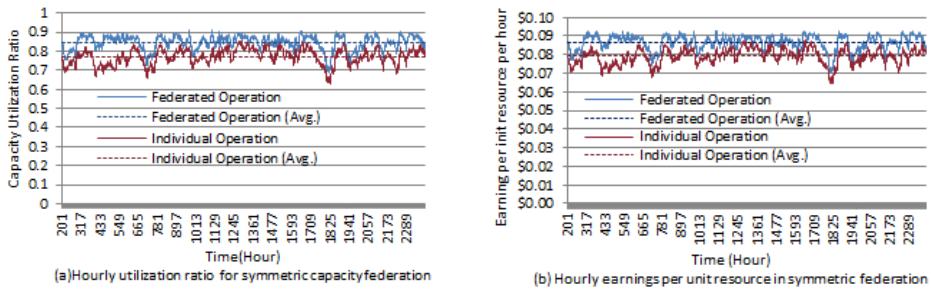 Capacity Utilization Ratio
1
0.9
0.8
0.7
0.6
0.5
0.4
0.3
0.2
0.1
0
Federated Operation
Federated Operation (Avg.)
Individual Operation
Individual Operation (Avg.)
201 317 433 549 665 781 897 1013 1129 1245 1361 1477 1593 1709 1825 1941 2057 2173 2289
Time(Hour)
(a)Hourly utilization ratio for symmetric capacity federation
Earning per init resource per hour
$0.10
$0.09
$0.08
$0.07
$0.06
$0.05
$0.04
$0.03
$0.02
$0.01
$0.00
Federated Operation
Federated Operation (Avg.)
Individual Operation
Individual Operation (Avg.)
201 317 433 549 665 781 897 1013 1129 1245 1361 1477 1593 1709 1825 1941 2057 2173 2289
Time (Hour)
(b) Hourly earnings per unit resource in symmetric federation